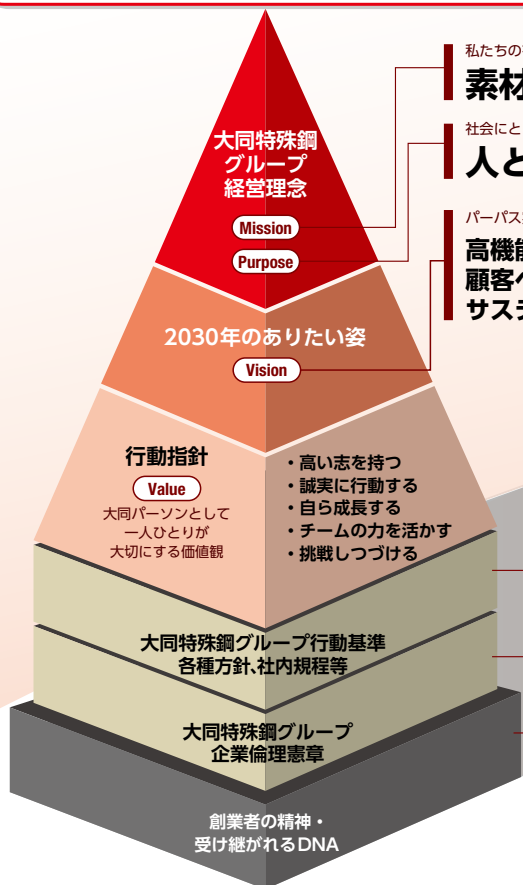 大同特殊鋼
グループ
経営理念
Mission
Purpose
私たちの
素材
社会にと
人と
パーパス
高機能
顧客へ
サステ
2030年のありたい姿
Vision
行動指針
Value
大同パーソンとして
一人ひとりが
大切にする価値観
・高い志を持つ
・誠実に行動する
・自ら成長する
・チームの力を活かす
・挑戦しつづける
大同特殊鋼グループ行動基準
各種方針、社内規程等
大同特殊鋼グループ
企業倫理憲章
創業者の精神・
受け継がれるDNA